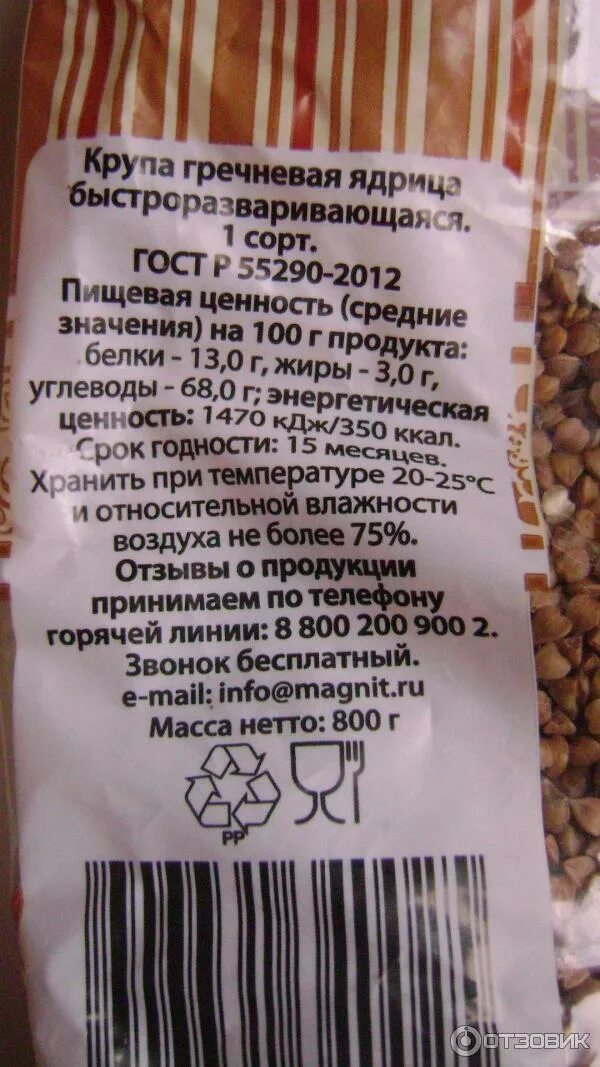 Крупа гречневая ядрица
быстроразваривающаяся.
1 сорт.
ГОСТ Р 55290-2012
Пищевая ценность (средние
значения) на 100 г продукта:
белки - 13,0 г, жиры - 3,0 г,
углеводы - 68,0 г; энергетическая
ценность: 1470 кДж/350 ккал.
Срок годности: 15 месяцев.
Хранить при температуре 20-25°С
и относительной влажности
воздуха не более 75%.
Отзывы о продукции
принимаем по телефону
горячей линии: 8 800 200 900 2.
Звонок бесплатный.
e-mail: info@magnit.ru
Масса нетто: 800 г
PP
ОТЗОВИК